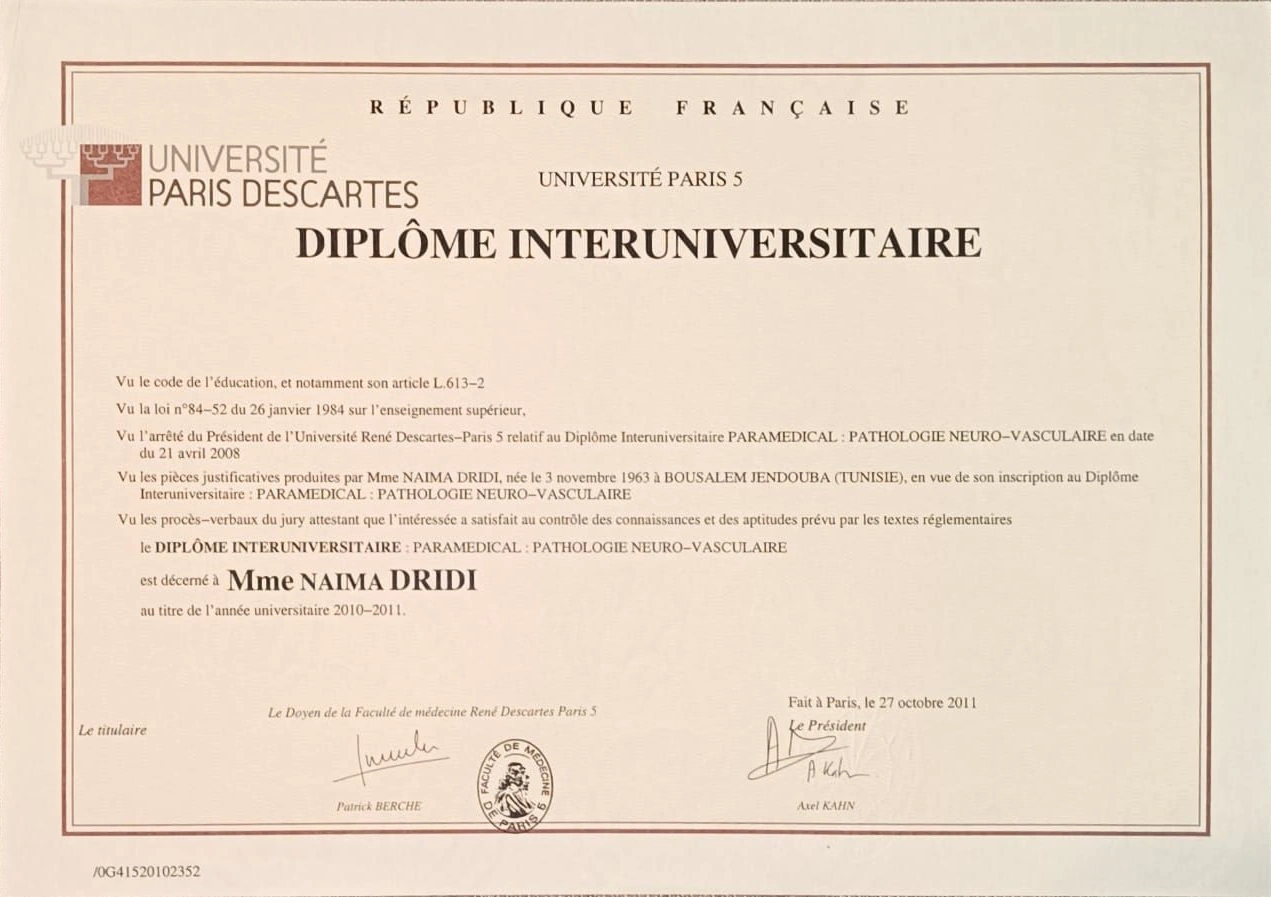 RÉPUBLIQUE FRANÇAISE
UNIVERSITÉ
PARIS DESCARTES
UNIVERSITÉ PARIS 5
DIPLÔME INTERUNIVERSITAIRE
Vu le code de l'éducation, et notamment son article L.613–2
Vu la loi n°84–52 du 26 janvier 1984 sur l'enseignement supérieur,
Vu l'arrêté du Président de l'Université René Descartes–Paris 5 relatif au Diplôme Interuniversitaire PARAMEDICAL : PATHOLOGIE NEURO–VASCULAIRE en date
du 21 avril 2008
Vu les pièces justificatives produites par Mme NAIMA DRIDI, née le 3 novembre 1963 à BOUSALEM JENDOUBA (TUNISIE), en vue de son inscription au Diplôme
Interuniversitaire : PARAMEDICAL : PATHOLOGIE NEURO–VASCULAIRE
Vu les procès–verbaux du jury attestant que l'intéressée a satisfait au contrôle des connaissances et des aptitudes prévu par les textes réglementaires
le DIPLÔME INTERUNIVERSITAIRE : PARAMEDICAL : PATHOLOGIE NEURO–VASCULAIRE
est décerné à Mme NAIMA DRIDI
au titre de l'année universitaire 2010–2011.
Fait à Paris, le 27 octobre 2011
Le Doyen de la Faculté de médecine René Descartes Paris 5
Le titulaire
Le Président
A Kahn
FACULTÉ DE MÉDECINE
DE PARIS
Patrick BERCHE
Axel KAHN
/0G41520102352